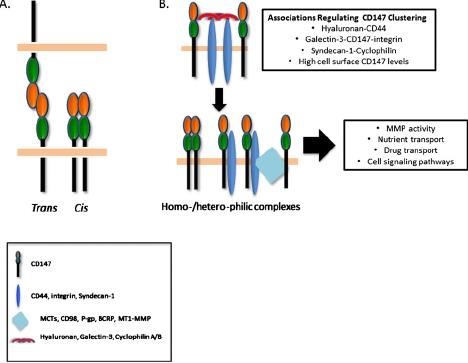 A.
B.
Associations Regulating CD147 Clustering
• Hyaluronan-CD44
• Galectin-3-CD147-integrin
• Syndecan-1-Cyclophilin
• High cell surface CD147 levels
• MMP activity
• Nutrient transport
• Drug transport
• Cell signaling pathways
Trans Cis
Homo-/hetero-philic complexes
CD147
CD44, integrin, Syndecan-1
MCTs, CD98, P-gp, BCRP, MT1-MMP
Hyaluronan, Galectin-3, Cyclophilin A/B